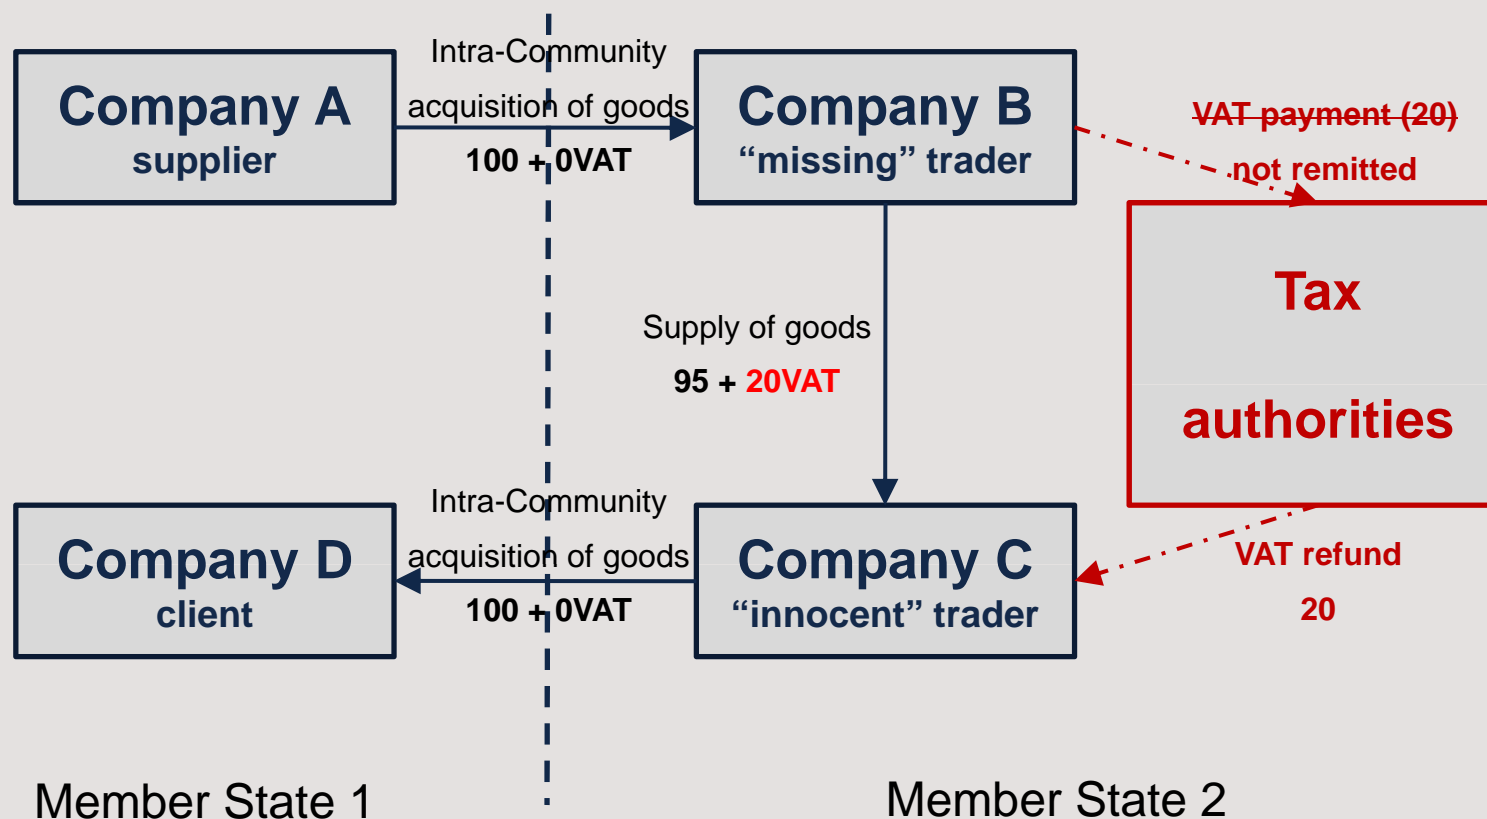 Intra-Community
acquisition of goods
100 + 0VAT
Company A
supplier
Company B
“missing” trader
VAT payment (20)
not remitted
Tax
authorities
Supply of goods
95 + 20VAT
Intra-Community
acquisition of goods
100 + 0VAT
Company D
client
Company C
“innocent” trader
VAT refund
20
Member State 1
Member State 2